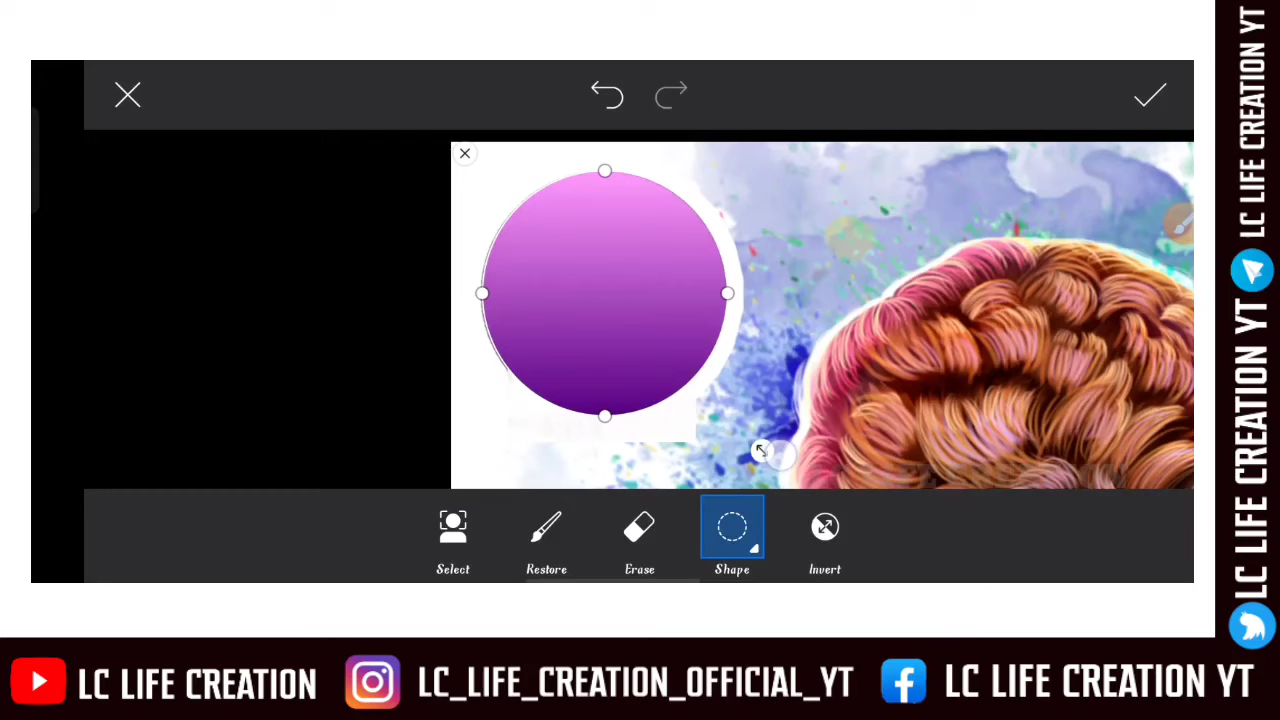 Select
Restore
Erase
Shape
Invert
LC LIFE CREATION
LC_LIFE_CREATION_OFFICIAL_YT
LC LIFE CREATION YT
LC LIFE CREATION YT
LC LIFE CREATION YT